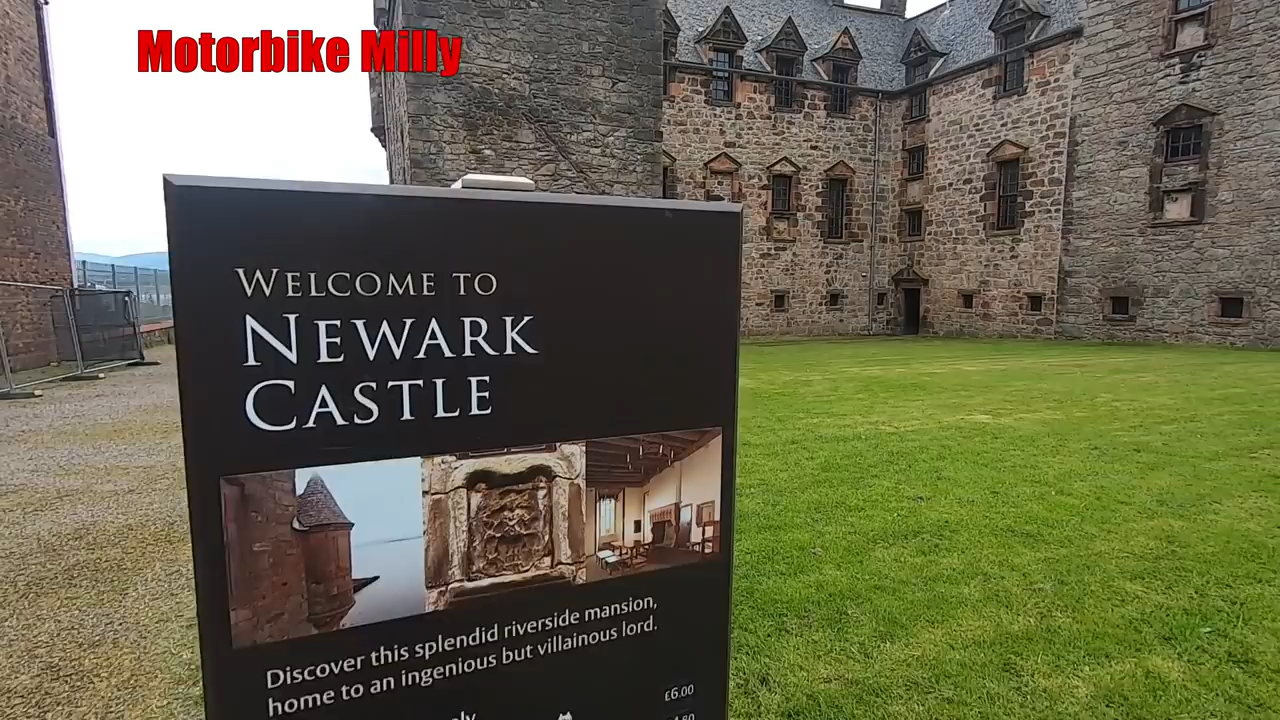 Motorbike Milly
WELCOME TO
NEWARK
CASTLE
Discover this splendid riverside mansion,
home to an ingenious but villainous lord.
£6.00